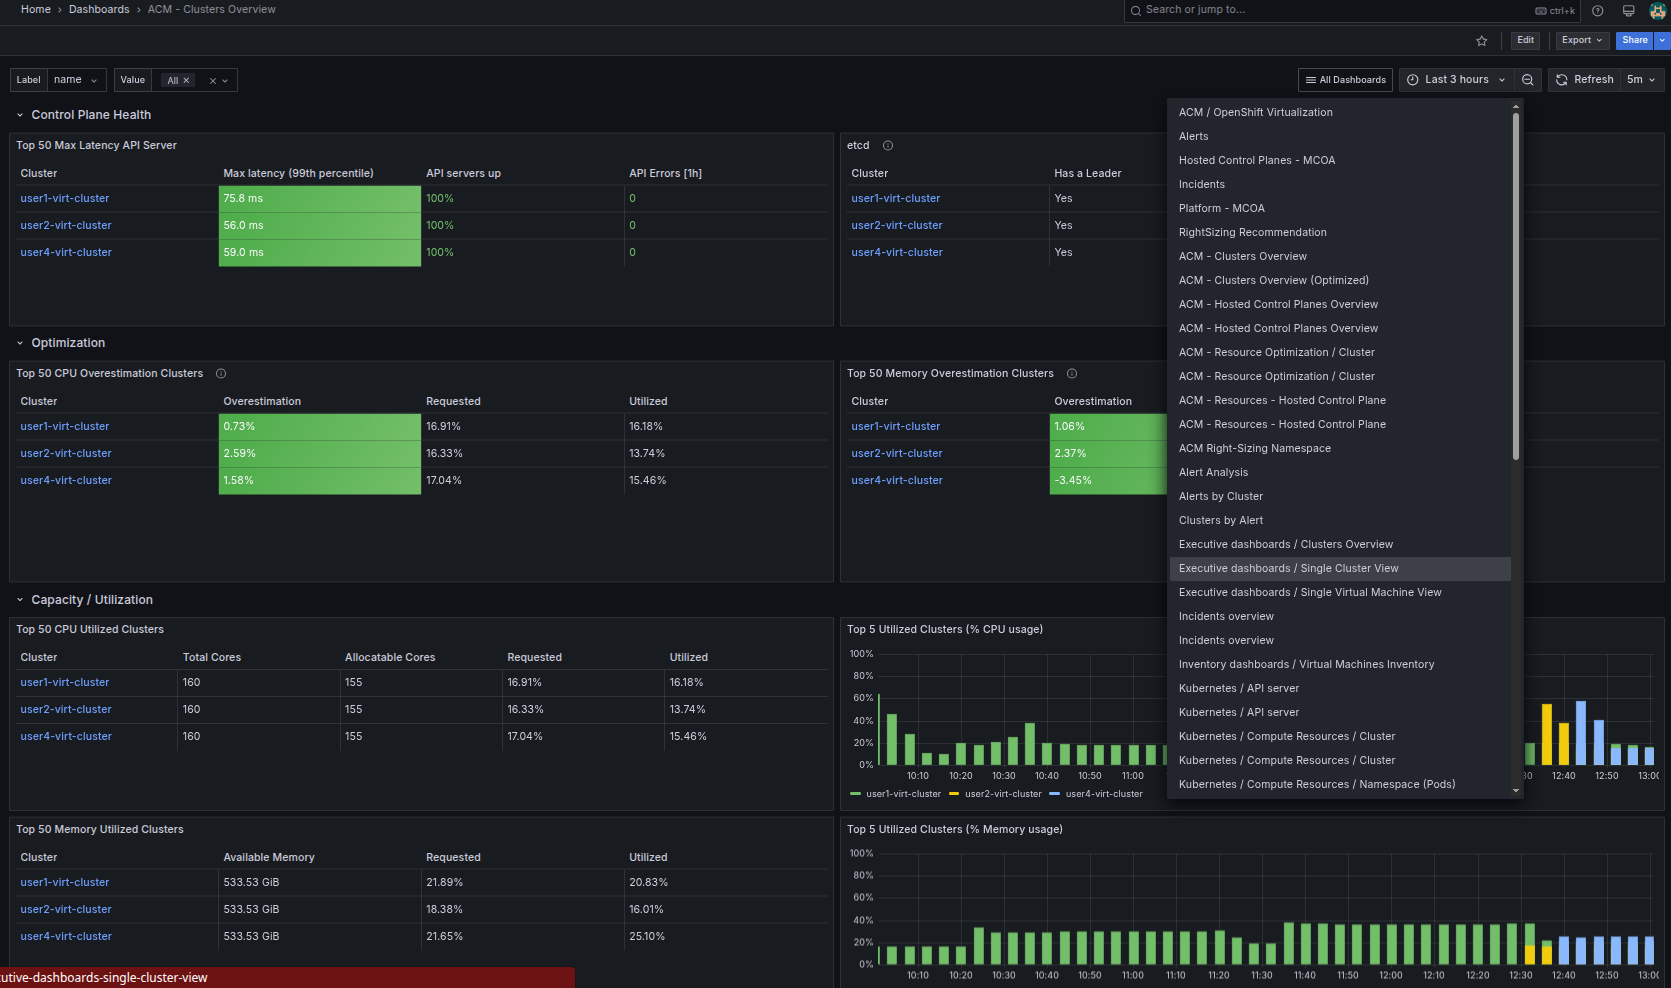 Home › Dashboards › ACM - Clusters Overview
Search or jump to... ctrl+k
Edit Export Share
Label name Value All
All Dashboards Last 3 hours Refresh 5m
Control Plane Health
Top 50 Max Latency API Server
Cluster Max latency (99th percentile) API servers up API Errors [1h]
user1-virt-cluster 75.8 ms 100% 0
user2-virt-cluster 56.0 ms 100% 0
user4-virt-cluster 59.0 ms 100% 0
etcd
Cluster Has a Leader
user1-virt-cluster Yes
user2-virt-cluster Yes
user4-virt-cluster Yes
Optimization
Top 50 CPU Overestimation Clusters
Cluster Overestimation Requested Utilized
user1-virt-cluster 0.73% 16.91% 16.18%
user2-virt-cluster 2.59% 16.33% 13.74%
user4-virt-cluster 1.58% 17.04% 15.46%
Top 50 Memory Overestimation Clusters
Cluster Overestimation
user1-virt-cluster 1.06%
user2-virt-cluster 2.37%
user4-virt-cluster -3.45%
Capacity / Utilization
Top 50 CPU Utilized Clusters
Cluster Total Cores Allocatable Cores Requested Utilized
user1-virt-cluster 160 155 16.91% 16.18%
user2-virt-cluster 160 155 16.33% 13.74%
user4-virt-cluster 160 155 17.04% 15.46%
Top 5 Utilized Clusters (% CPU usage)
100%
80%
60%
40%
20%
0%
10:10 10:20 10:30 10:40 10:50 11:00 12:40 12:50 13:00
user1-virt-cluster user2-virt-cluster user4-virt-cluster
Top 50 Memory Utilized Clusters
Cluster Available Memory Requested Utilized
user1-virt-cluster 533.53 GiB 21.89% 20.83%
user2-virt-cluster 533.53 GiB 18.38% 16.01%
user4-virt-cluster 533.53 GiB 21.65% 25.10%
Top 5 Utilized Clusters (% Memory usage)
100%
80%
60%
40%
20%
0%
10:10 10:20 10:30 10:40 10:50 11:00 11:10 11:20 11:30 11:40 11:50 12:00 12:10 12:20 12:30 12:40 12:50 13:00
ACM / OpenShift Virtualization
Alerts
Hosted Control Planes - MCOA
Incidents
Platform - MCOA
RightSizing Recommendation
ACM - Clusters Overview
ACM - Clusters Overview (Optimized)
ACM - Hosted Control Planes Overview
ACM - Hosted Control Planes Overview
ACM - Resource Optimization / Cluster
ACM - Resource Optimization / Cluster
ACM - Resources - Hosted Control Plane
ACM - Resources - Hosted Control Plane
ACM Right-Sizing Namespace
Alert Analysis
Alerts by Cluster
Clusters by Alert
Executive dashboards / Clusters Overview
Executive dashboards / Single Cluster View
Executive dashboards / Single Virtual Machine View
Incidents overview
Incidents overview
Inventory dashboards / Virtual Machines Inventory
Kubernetes / API server
Kubernetes / API server
Kubernetes / Compute Resources / Cluster
Kubernetes / Compute Resources / Cluster
Kubernetes / Compute Resources / Namespace (Pods)
cutive-dashboards-single-cluster-view